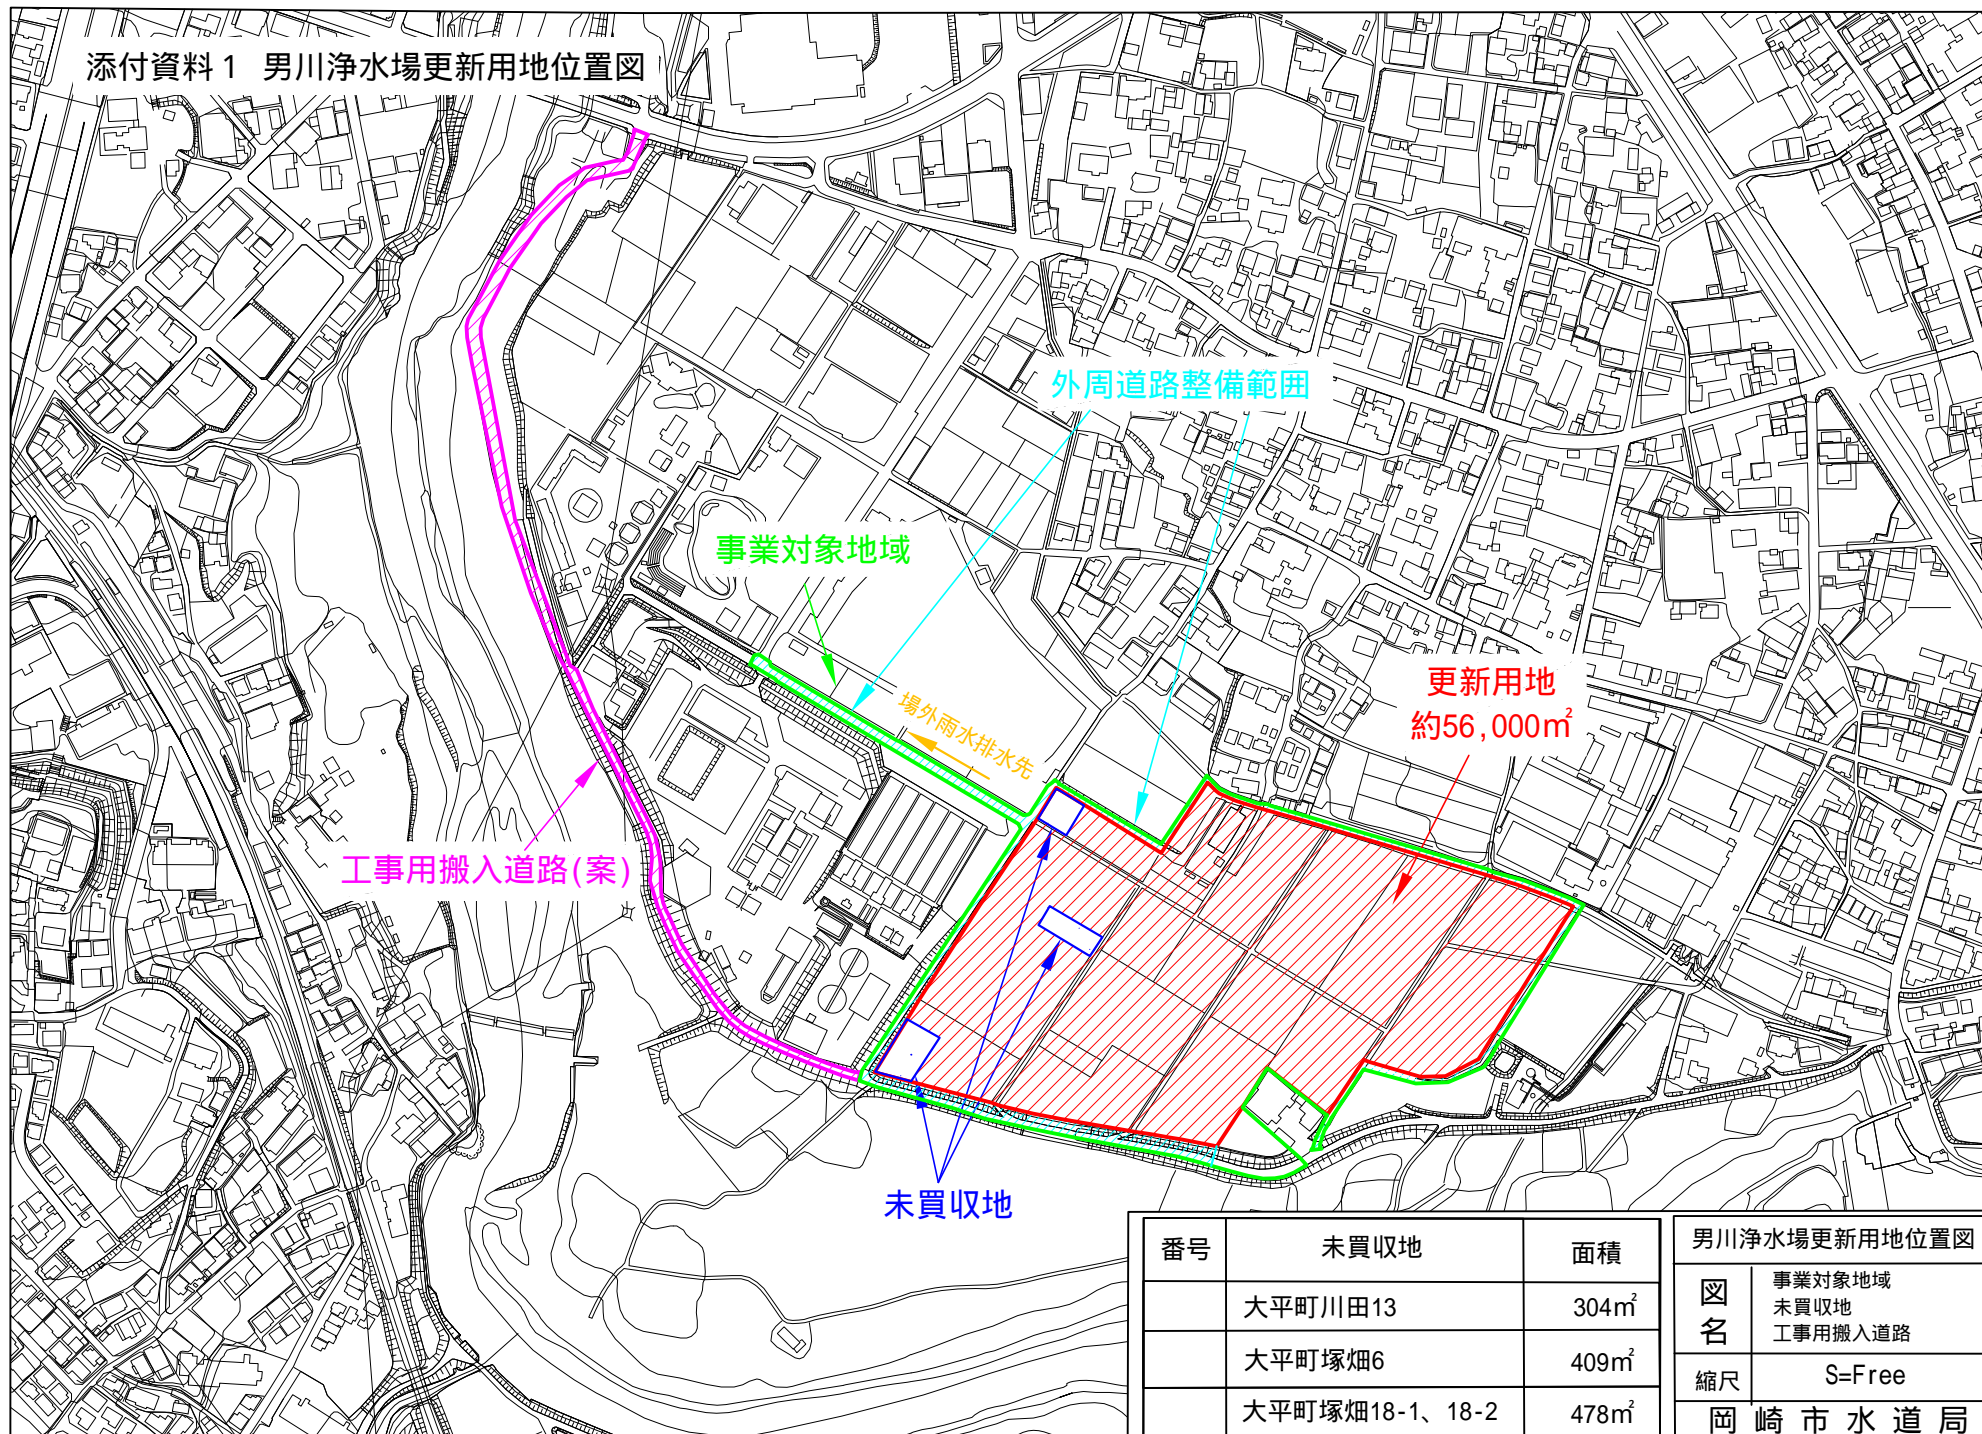 添付資料1 男川浄水場更新用地位置図
外周道路整備範囲
事業対象地域
更新用地
約56,000㎡
場外雨水排水先
工事用搬入道路(案)
未買収地
番号 未買収地 面積
大平町川田13 304㎡
大平町塚畑6 409㎡
大平町塚畑18-1、18-2 478㎡
男川浄水場更新用地位置図
図名 事業対象地域
未買収地
工事用搬入道路
縮尺 S=Free
岡崎市水道局